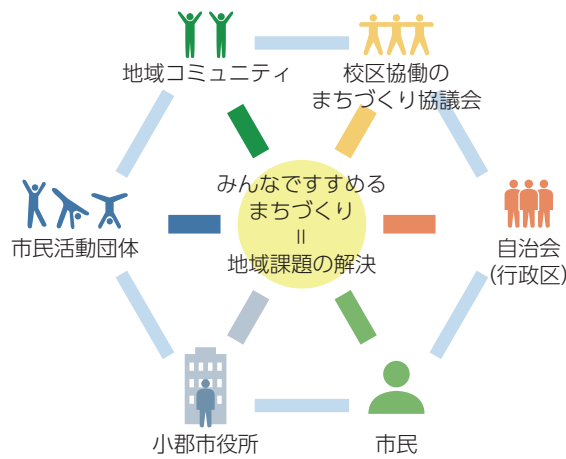 地域コミュニティ
校区協働の
まちづくり協議会
みんなですすめる
まちづくり
＝
地域課題の解決
市民活動団体
自治会
(行政区)
小郡市役所
市民